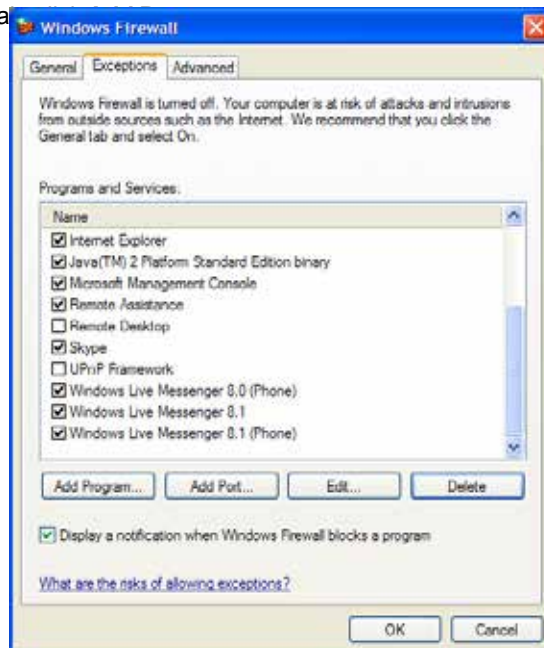 a
Windows Firewall
General Exceptions Advanced
Windows Firewall is turned off. Your computer is at risk of attacks and intrusions
from outside sources such as the Internet. We recommend that you click the
General tab and select On.
Programs and Services:
Name
Internet Explorer
Java(TM) 2 Platform Standard Edition binary
Microsoft Management Console
Remote Assistance
Remote Desktop
Skype
UPnP Framework
Windows Live Messenger 8.0 (Phone)
Windows Live Messenger 8.1
Windows Live Messenger 8.1 (Phone)
Add Program... Add Port... Edit... Delete
Display a notification when Windows Firewall blocks a program
What are the risks of allowing exceptions?
OK Cancel